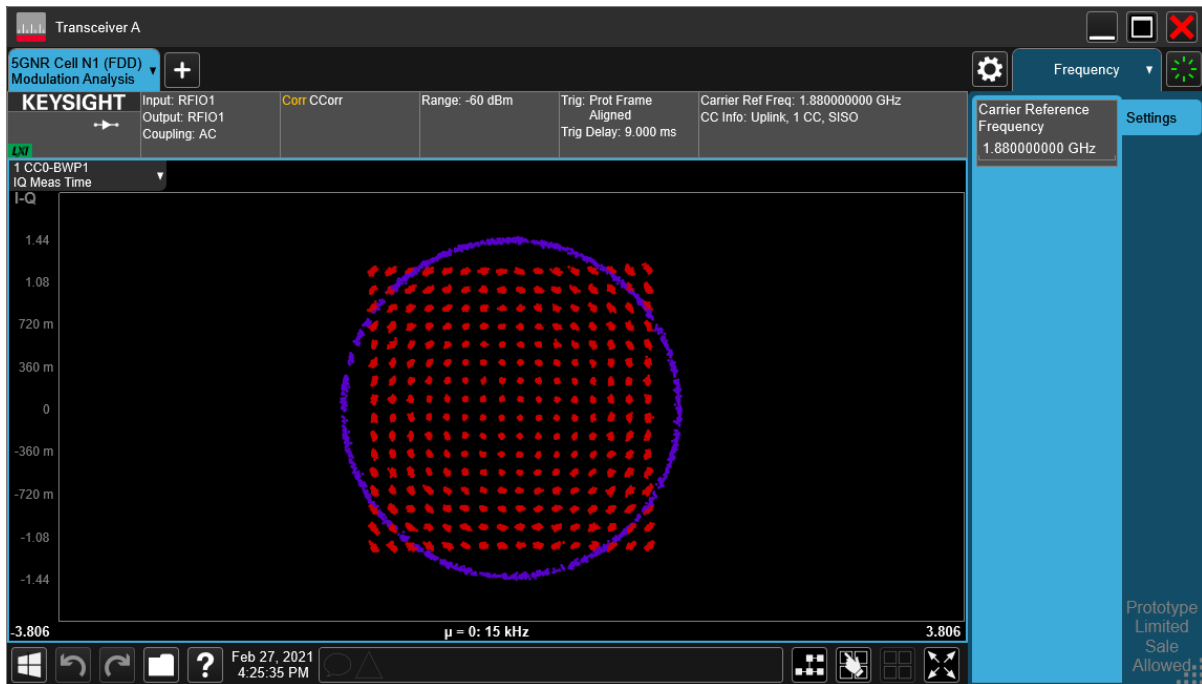 Transceiver A
5GNR Cell N1 (FDD)
Modulation Analysis
Frequency
KEYSIGHT
LXI
Input: RFIO1
Output: RFIO1
Coupling: AC
Corr CCorr
Range: -60 dBm
Trig: Prot Frame
Aligned
Trig Delay: 9.000 ms
Carrier Ref Freq: 1.880000000 GHz
CC Info: Uplink, 1 CC, SISO
Carrier Reference
Frequency
1.880000000 GHz
Settings
1 CC0-BWP1
IQ Meas Time
I-Q
1.44
1.08
720 m
360 m
0
-360 m
-720 m
-1.08
-1.44
-3.806
µ = 0: 15 kHz
3.806
Prototype
Limited
Sale
Allowed
?
Feb 27, 2021
4:25:35 PM